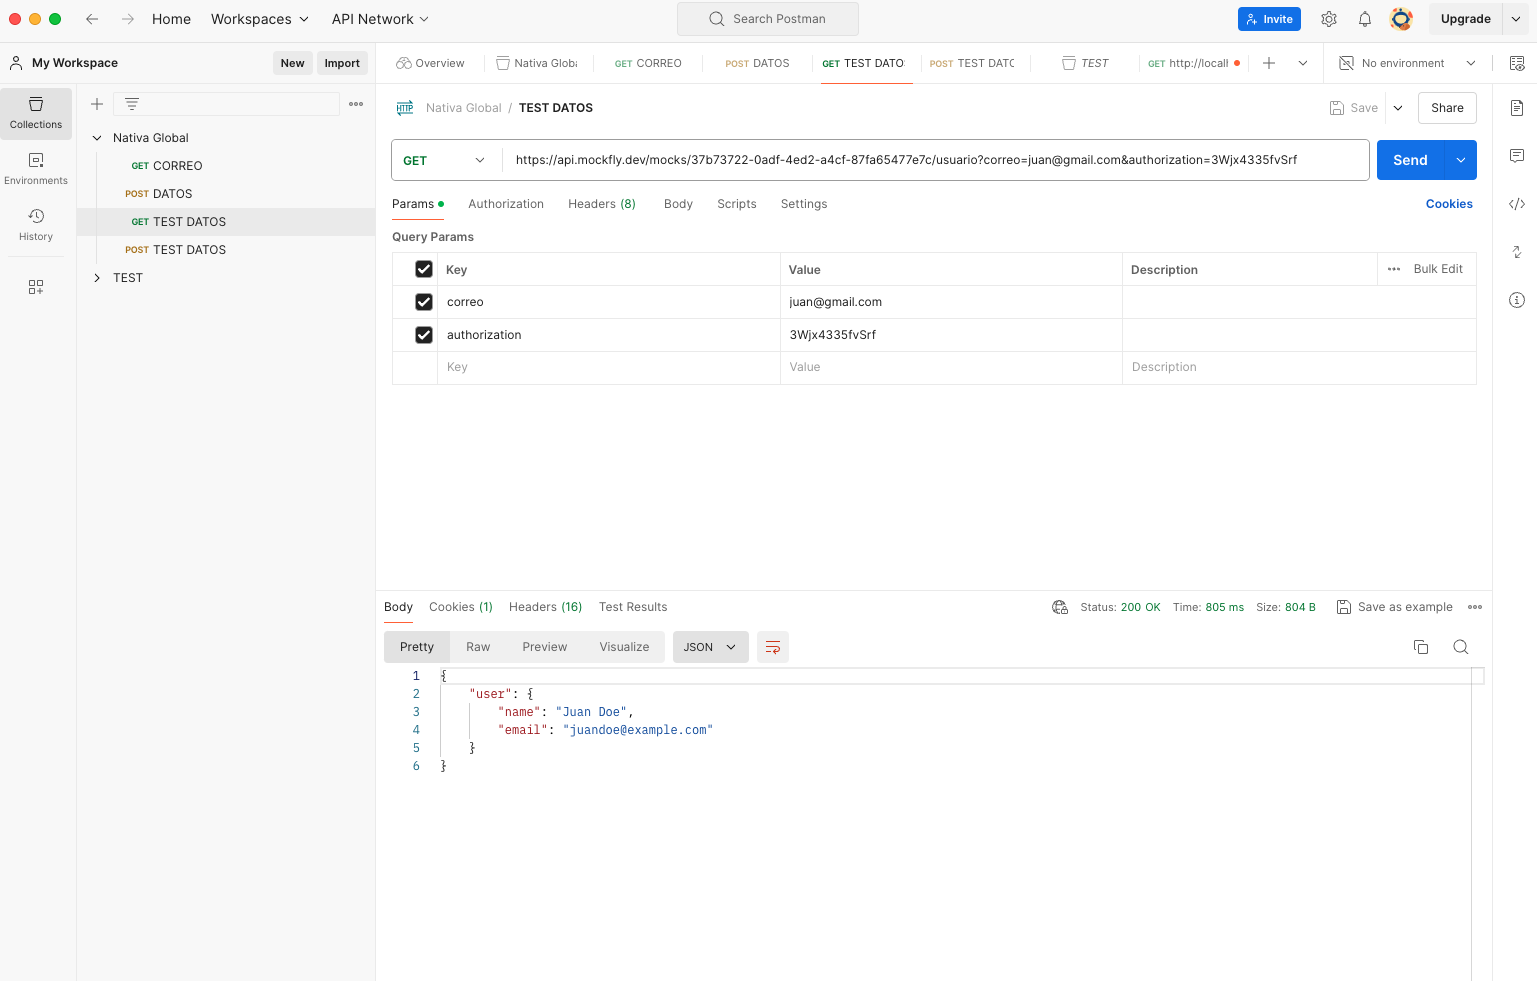 Home Workspaces API Network Search Postman Invite Upgrade
My Workspace New Import Overview Nativa Globa GET CORREO POST DATOS GET TEST DATOS POST TEST DATO TEST GET http://locall No environment
Collections
Environments
History
Nativa Global
GET CORREO
POST DATOS
GET TEST DATOS
POST TEST DATOS
TEST
HTTP Nativa Global / TEST DATOS Save Share
GET https://api.mockfly.dev/mocks/37b73722-0adf-4ed2-a4cf-87fa65477e7c/usuario?correo=juan@gmail.com&authorization=3Wjx4335fvSrf Send
Params Authorization Headers (8) Body Scripts Settings Cookies
Query Params
Key Value Description Bulk Edit
correo juan@gmail.com
authorization 3Wjx4335fvSrf
Key Value Description
Body Cookies (1) Headers (16) Test Results Status: 200 OK Time: 805 ms Size: 804 B Save as example
Pretty Raw Preview Visualize JSON
1 {
2 "user": {
3 "name": "Juan Doe",
4 "email": "juandoe@example.com"
5 }
6 }